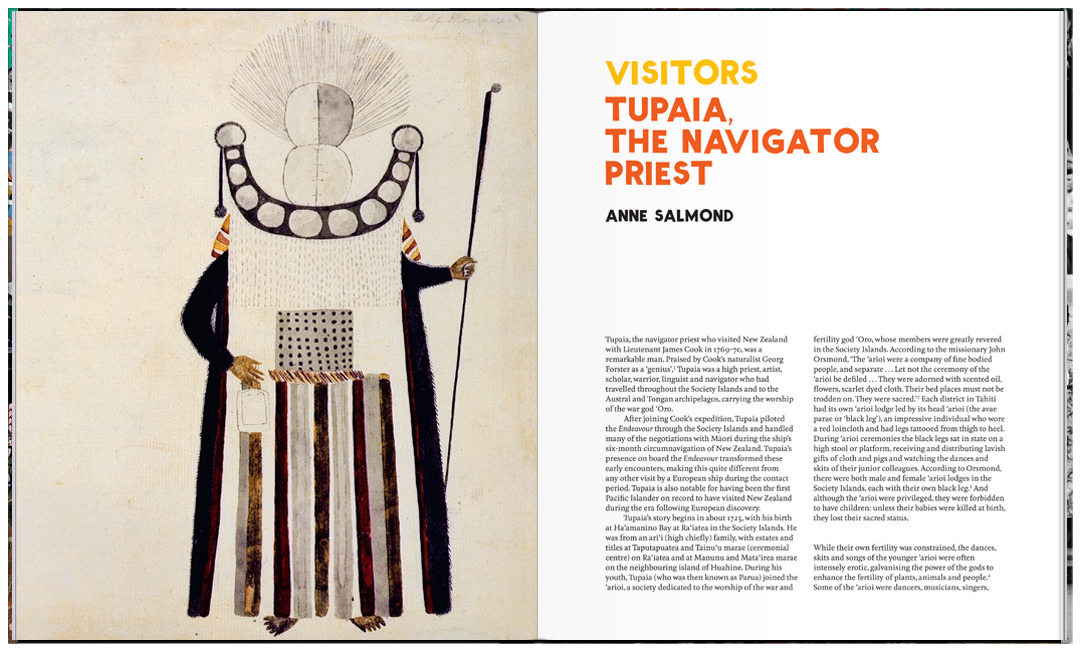 VISITORS
TUPAIA,
THE NAVIGATOR
PRIEST
ANNE SALMOND
Tupaia, the navigator priest who visited New Zealand
with Lieutenant James Cook in 1769–70, was a
remarkable man. Praised by Cook's naturalist Georg
Forster as a 'genius',¹ Tupaia was a high priest, artist,
scholar, warrior, linguist and navigator who had
travelled throughout the Society Islands and to the
Austral and Tongan archipelagos, carrying the worship
of the war god 'Oro.
After joining Cook's expedition, Tupaia piloted
the Endeavour through the Society Islands and handled
many of the negotiations with Māori during the ship's
six-month circumnavigation of New Zealand. Tupaia's
presence on board the Endeavour transformed these
early encounters, making this quite different from
any other visit by a European ship during the contact
period. Tupaia is also notable for having been the first
Pacific Islander on record to have visited New Zealand
during the era following European discovery.
Tupaia's story begins in about 1725, with his birth
at Ha'amanino Bay at Ra'iatea in the Society Islands. He
was from an ari'i (high chiefly) family, with estates and
titles at Taputapuatea and Tainu'u marae (ceremonial
centre) on Ra'iatea and at Manunu and Mata'irea marae
on the neighbouring island of Huahine. During his
youth, Tupaia (who was then known as Parua) joined the
'arioi, a society dedicated to the worship of the war and
fertility god 'Oro, whose members were greatly revered
in the Society Islands. According to the missionary John
Orsmond, 'The 'arioi were a company of fine bodied
people, and separate . . . Let not the ceremony of the
'arioi be defiled . . . They were adorned with scented oil,
flowers, scarlet dyed cloth. Their bed places must not be
trodden on. They were sacred.'² Each district in Tahiti
had its own 'arioi lodge led by its head 'arioi (the avae
parae or 'black leg'), an impressive individual who wore
a red loincloth and had legs tattooed from thigh to heel.
During 'arioi ceremonies the black legs sat in state on a
high stool or platform, receiving and distributing lavish
gifts of cloth and pigs and watching the dances and
skits of their junior colleagues. According to Orsmond,
there were both male and female 'arioi lodges in the
Society Islands, each with their own black leg.³ And
although the 'arioi were privileged, they were forbidden
to have children: unless their babies were killed at birth,
they lost their sacred status.
While their own fertility was constrained, the dances,
skits and songs of the younger 'arioi were often
intensely erotic, galvanising the power of the gods to
enhance the fertility of plants, animals and people.⁴
Some of the 'arioi were dancers, musicians, singers,